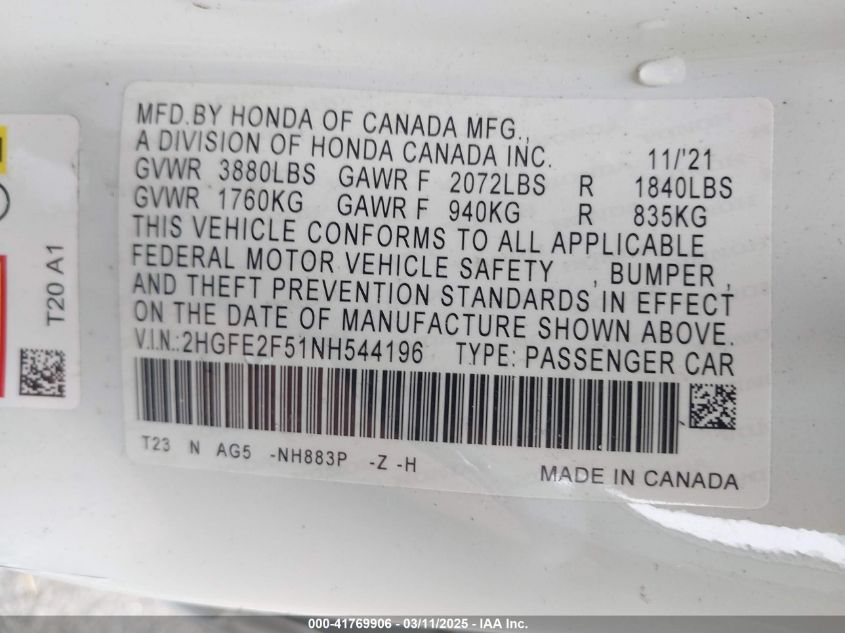 MFD.BY HONDA OF CANADA MFG.,
A DIVISION OF HONDA CANADA INC. 11/'21
GVWR 3880LBS GAWR F 2072LBS R 1840LBS
GVWR 1760KG GAWR F 940KG R 835KG
THIS VEHICLE CONFORMS TO ALL APPLICABLE
FEDERAL MOTOR VEHICLE SAFETY , BUMPER ,
AND THEFT PREVENTION STANDARDS IN EFFECT
ON THE DATE OF MANUFACTURE SHOWN ABOVE.
V.I.N.:2HGFE2F51NH544196 TYPE: PASSENGER CAR
T23 N AG5 -NH883P -Z -H
MADE IN CANADA
T20 A1
000-41769906 - 03/11/2025 - IAA Inc.